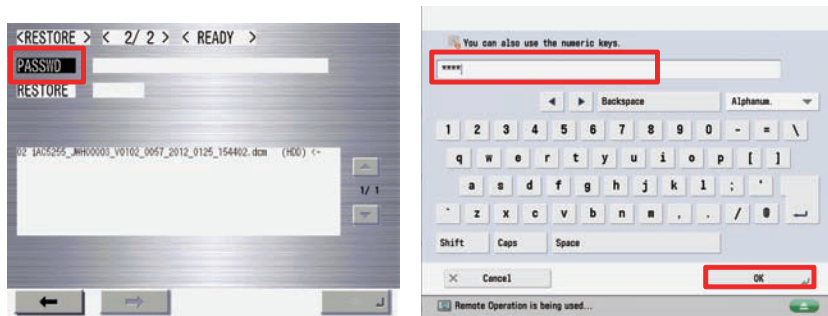 <RESTORE > < 2/ 2 > < READY >
PASSWD
RESTORE
02 iAC5255_JWH00003_V0102_0057_2012_0125_154402.dcm (HDD) <-
1/ 1
You can also use the numeric keys.
****
Backspace
Alphanum.
1 2 3 4 5 6 7 8 9 0 - = \
q w e r t y u i o p [ ]
a s d f g h j k l ; '
` z x c v b n m , . / @
Shift Caps Space
× Cancel
OK
Remote Operation is being used...